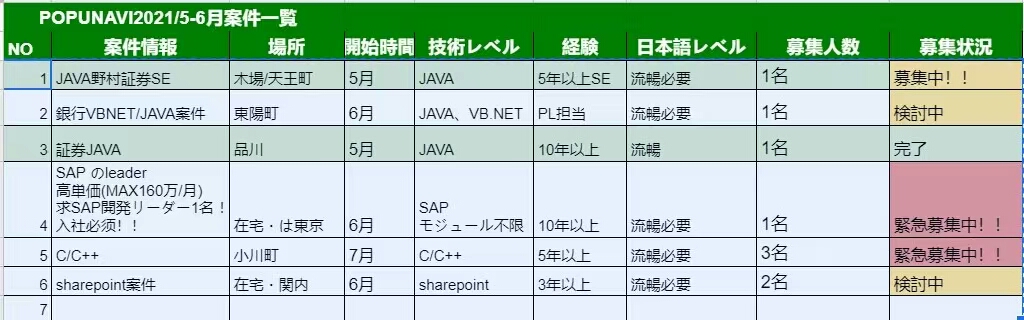 POPUNAVI2021/5-6月案件一覧
NO 案件情報 場所 開始時間 技術レベル 経験 日本語レベル 募集人数 募集状況
1 JAVA野村証券SE 木場/天王町 5月 JAVA 5年以上SE 流暢必要 1名 募集中！！
2 銀行VBNET/JAVA案件 東陽町 6月 JAVA、VB.NET PL担当 流暢必要 1名 検討中
3 証券JAVA 品川 5月 JAVA 10年以上 流暢 1名 完了
SAP のleader
高単価(MAX160万/月)
求SAP開発リーダー1名！ SAP
4 入社必須！！ 在宅・は東京 6月 モジュール不限 10年以上 流暢必要 1名 緊急募集中！！
5 C/C++ 小川町 7月 C/C++ 5年以上 流暢必要 3名 緊急募集中！！
6 sharepoint案件 在宅・関内 6月 sharepoint 3年以上 流暢必要 2名 検討中
7